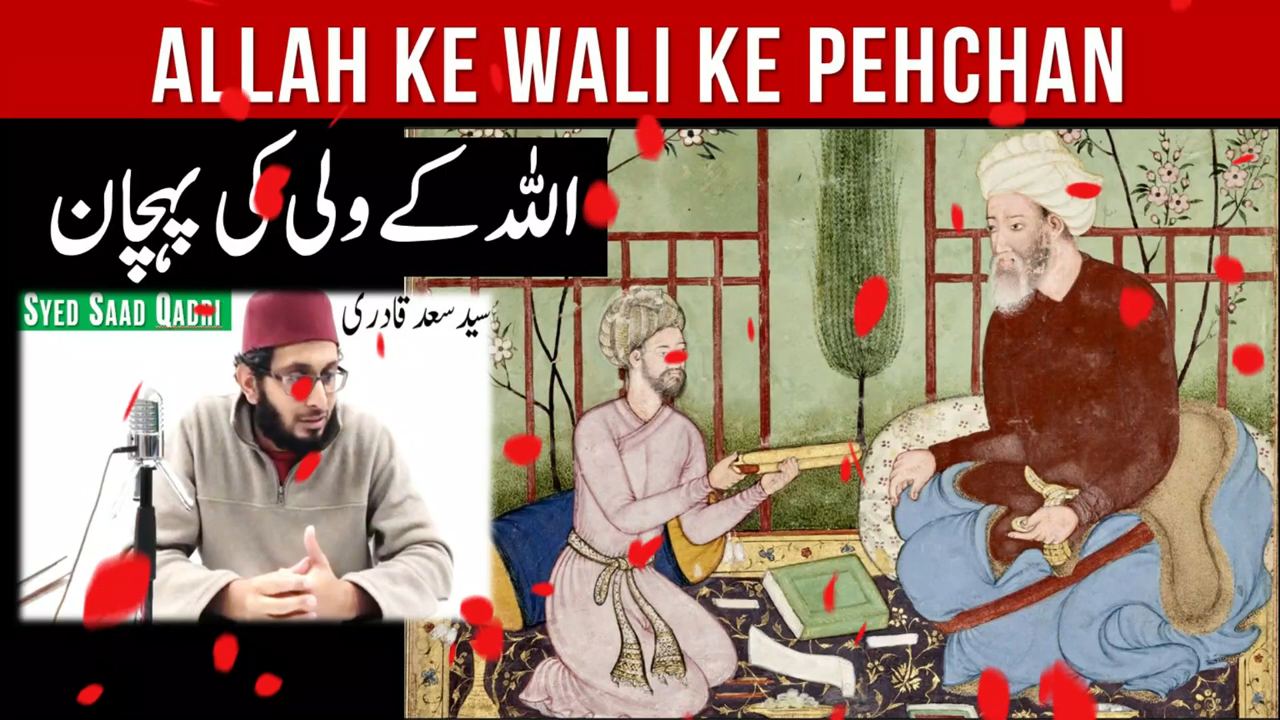 ALLAH KE WALI KE PEHCHAN
اللہ کے ولی کی پہچان
SYED SAAD QADRI
سید سعد قادری